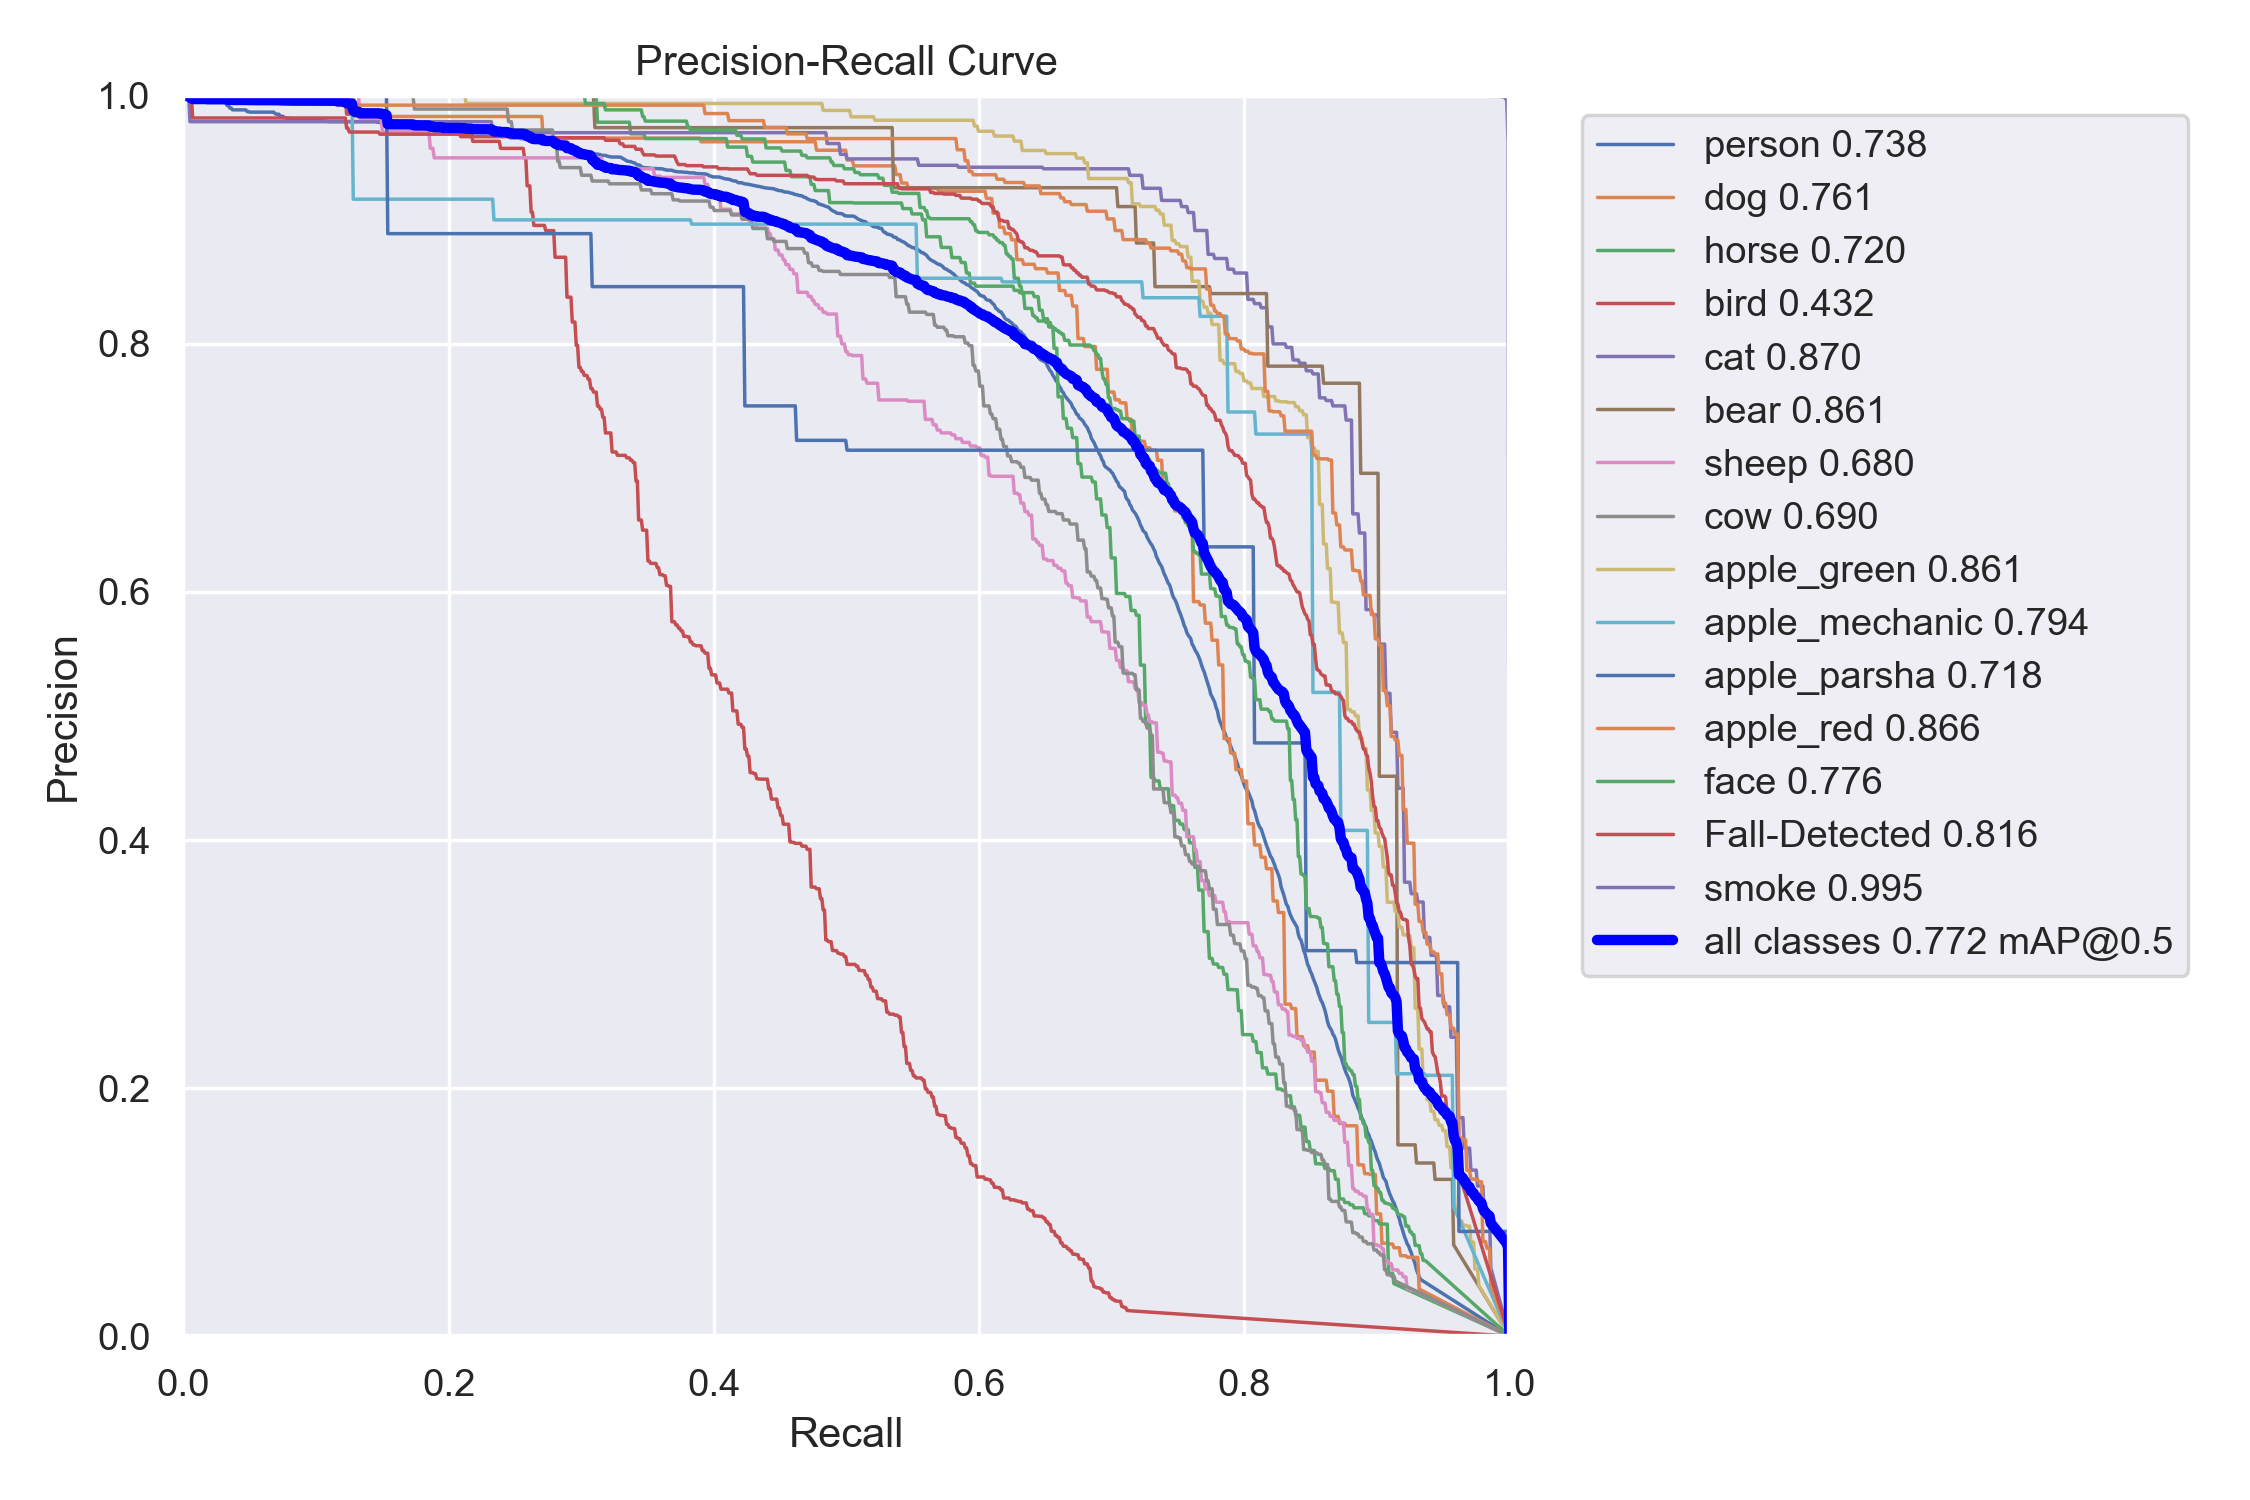 Precision-Recall Curve
1.0
0.8
0.6
0.4
0.2
0.0
Precision
0.0 0.2 0.4 0.6 0.8 1.0
Recall
person 0.738
dog 0.761
horse 0.720
bird 0.432
cat 0.870
bear 0.861
sheep 0.680
cow 0.690
apple_green 0.861
apple_mechanic 0.794
apple_parsha 0.718
apple_red 0.866
face 0.776
Fall-Detected 0.816
smoke 0.995
all classes 0.772 mAP@0.5